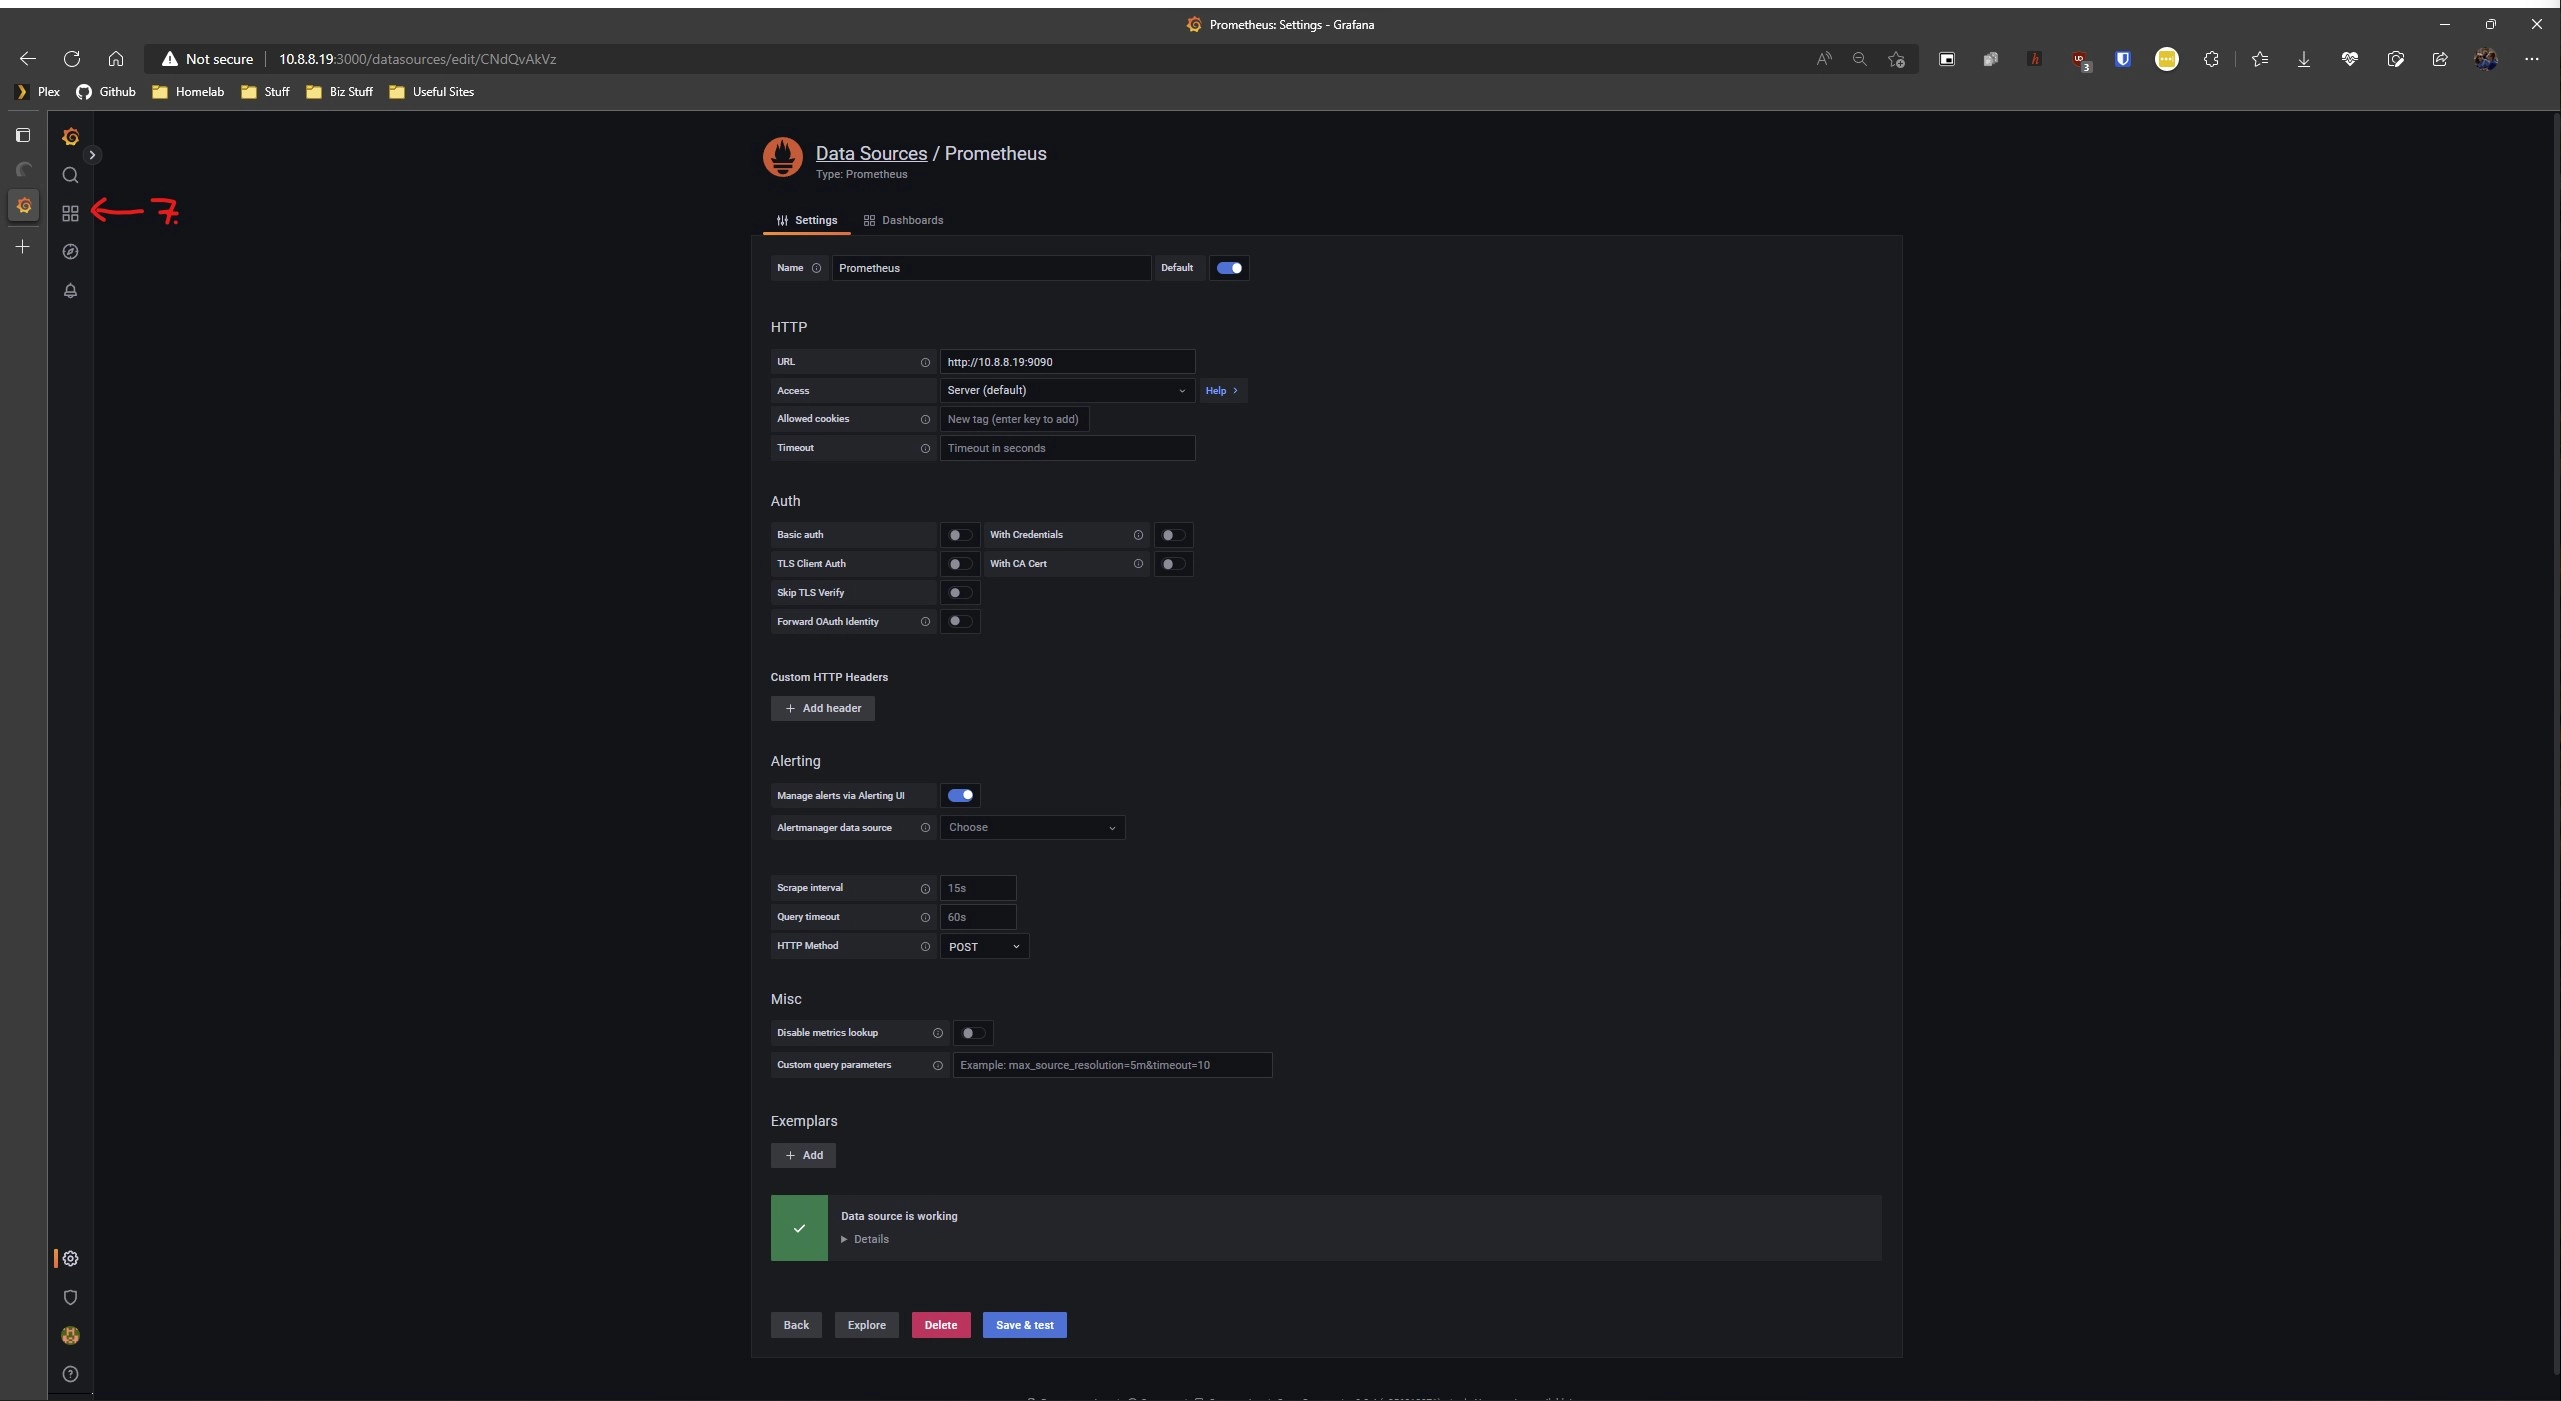 Prometheus: Settings - Grafana
Not secure 10.8.8.19:3000/datasources/edit/CNdQvAkVz
3
Plex Github Homelab Stuff Biz Stuff Useful Sites
Data Sources / Prometheus
Type: Prometheus
7.
Settings Dashboards
Name Prometheus Default
HTTP
URL http://10.8.8.19:9090
Access Server (default) Help >
Allowed cookies New tag (enter key to add)
Timeout Timeout in seconds
Auth
Basic auth With Credentials
TLS Client Auth With CA Cert
Skip TLS Verify
Forward OAuth Identity
Custom HTTP Headers
+ Add header
Alerting
Manage alerts via Alerting UI
Alertmanager data source Choose
Scrape interval 15s
Query timeout 60s
HTTP Method POST
Misc
Disable metrics lookup
Custom query parameters Example: max_source_resolution=5m&timeout=10
Exemplars
+ Add
Data source is working
Details
Back Explore Delete Save & test